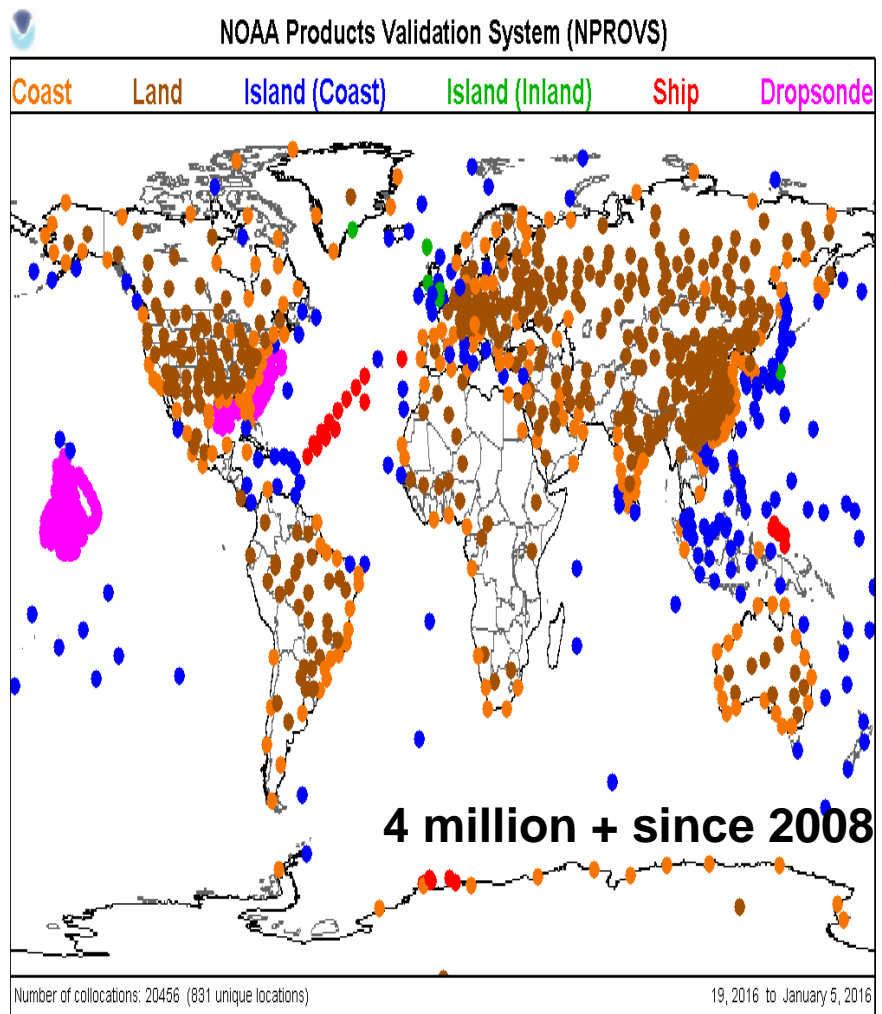 NOAA Products Validation System (NPROVS)
Coast Land Island (Coast) Island (Inland) Ship Dropsonde
4 million + since 2008
Number of collocations: 20456 (831 unique locations) 19, 2016 to January 5, 2016